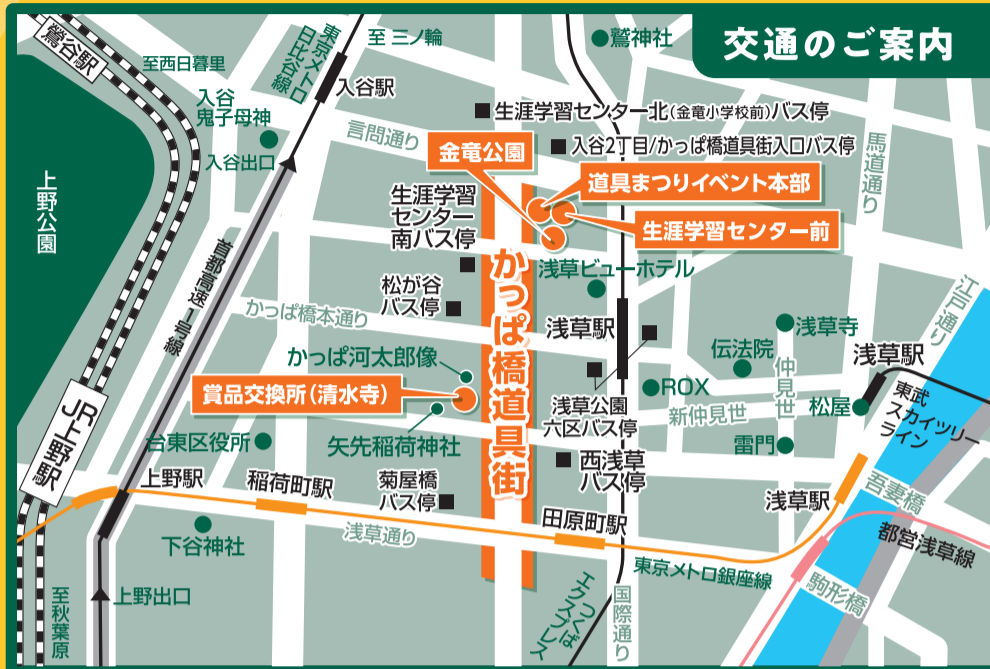 交通のご案内
鶯谷駅
至西日暮里
東京メトロ
日比谷線
至 三ノ輪
鷲神社
入谷
鬼子母神
入谷駅
生涯学習センター北(金竜小学校前)バス停
言問通り
入谷2丁目/かっぱ橋道具街入口バス停
馬道通り
金竜公園
入谷出口
道具まつりイベント本部
上野公園
生涯学習
センター
南バス停
生涯学習センター前
首都高速1号線
かっぱ橋道具街
浅草ビューホテル
松が谷
バス停
江戸通り
かっぱ橋本通り
浅草駅
浅草寺
伝法院
仲見世
浅草駅
かっぱ河太郎像
賞品交換所(清水寺)
ROX
浅草公園
六区バス停
新仲見世
松屋
東武
スカイツリー
ライン
JR上野駅
台東区役所
矢先稲荷神社
雷門
上野駅
稲荷町駅
菊屋橋
バス停
西浅草
バス停
浅草駅
吾妻橋
下谷神社
浅草通り
田原町駅
都営浅草線
東京メトロ銀座線
駒形橋
至秋葉原
上野出口
つくば
エクスプレス
国際通り